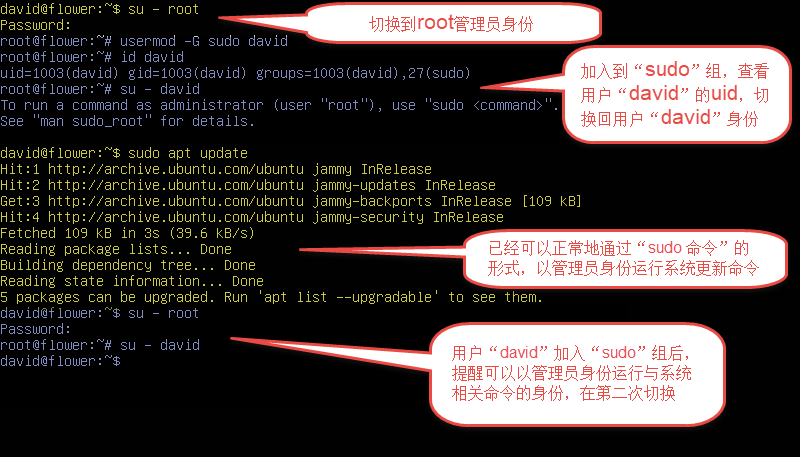 david@flower:~$ su - root
Password:
root@flower:~# usermod -G sudo david
root@flower:~# id david
uid=1003(david) gid=1003(david) groups=1003(david),27(sudo)
root@flower:~# su - david
To run a command as administrator (user "root"), use "sudo <command>".
See "man sudo_root" for details.
切换到root管理员身份
加入到“sudo”组，查看
用户“david”的uid，切
换回用户“david”身份
david@flower:~$ sudo apt update
Hit:1 http://archive.ubuntu.com/ubuntu jammy InRelease
Hit:2 http://archive.ubuntu.com/ubuntu jammy-updates InRelease
Get:3 http://archive.ubuntu.com/ubuntu jammy-backports InRelease [109 kB]
Hit:4 http://archive.ubuntu.com/ubuntu jammy-security InRelease
Fetched 109 kB in 3s (39.6 kB/s)
Reading package lists... Done
Building dependency tree... Done
Reading state information... Done
5 packages can be upgraded. Run 'apt list --upgradable' to see them.
已经可以正常地通过“sudo 命令”的
形式，以管理员身份运行系统更新命令
david@flower:~$ su - root
Password:
root@flower:~# su - david
david@flower:~$
用户“david”加入“sudo”组后，
提醒可以以管理员身份运行与系统
相关命令的身份，在第二次切换